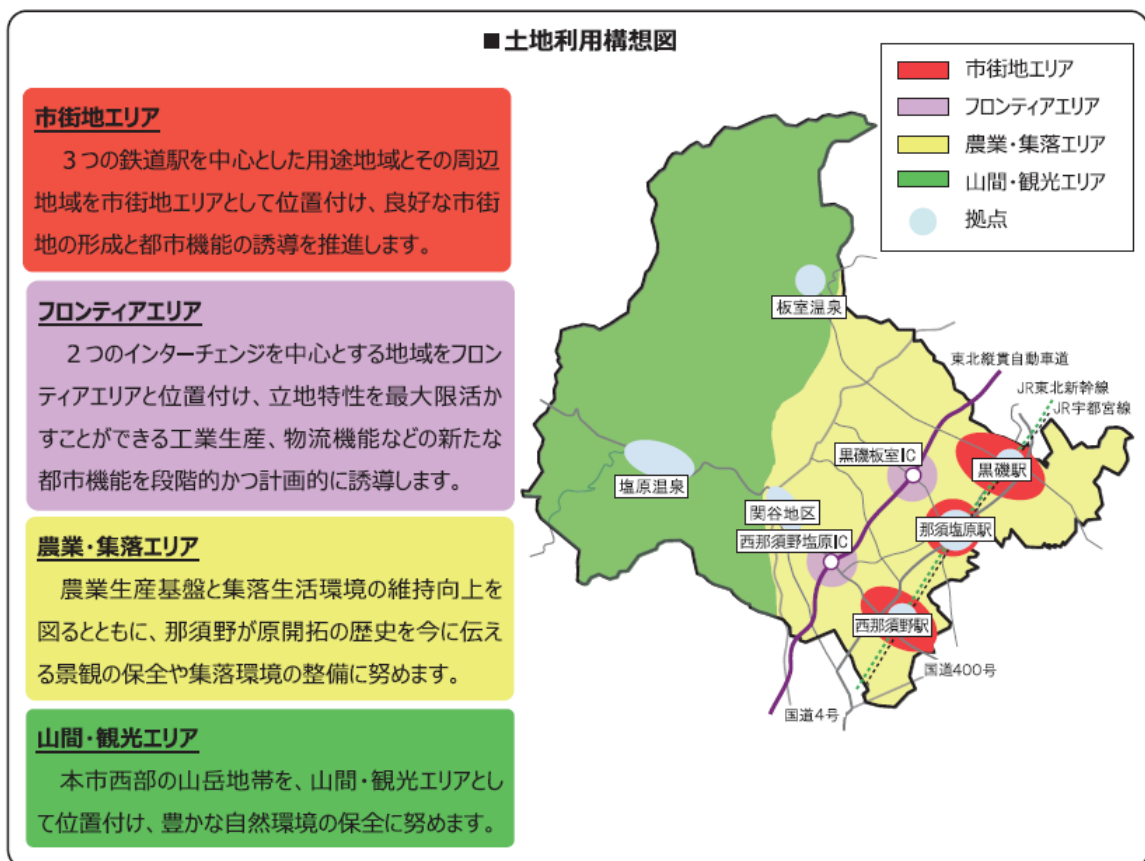 ■土地利用構想図
市街地エリア
３つの鉄道駅を中心とした用途地域とその周辺
地域を市街地エリアとして位置付け、良好な市街
地の形成と都市機能の誘導を推進します。
フロンティアエリア
２つのインターチェンジを中心とする地域をフロン
ティアエリアと位置付け、立地特性を最大限活か
すことができる工業生産、物流機能などの新たな
都市機能を段階的かつ計画的に誘導します。
農業・集落エリア
農業生産基盤と集落生活環境の維持向上を
図るとともに、那須野が原開拓の歴史を今に伝え
る景観の保全や集落環境の整備に努めます。
山間・観光エリア
本市西部の山岳地帯を、山間・観光エリアとし
て位置付け、豊かな自然環境の保全に努めます。
市街地エリア
フロンティアエリア
農業・集落エリア
山間・観光エリア
拠点
板室温泉
東北縦貫自動車道
JR東北新幹線
JR宇都宮線
黒磯板室IC
黒磯駅
塩原温泉
関谷地区
那須塩原駅
西那須野塩原IC
西那須野駅
国道400号
国道4号